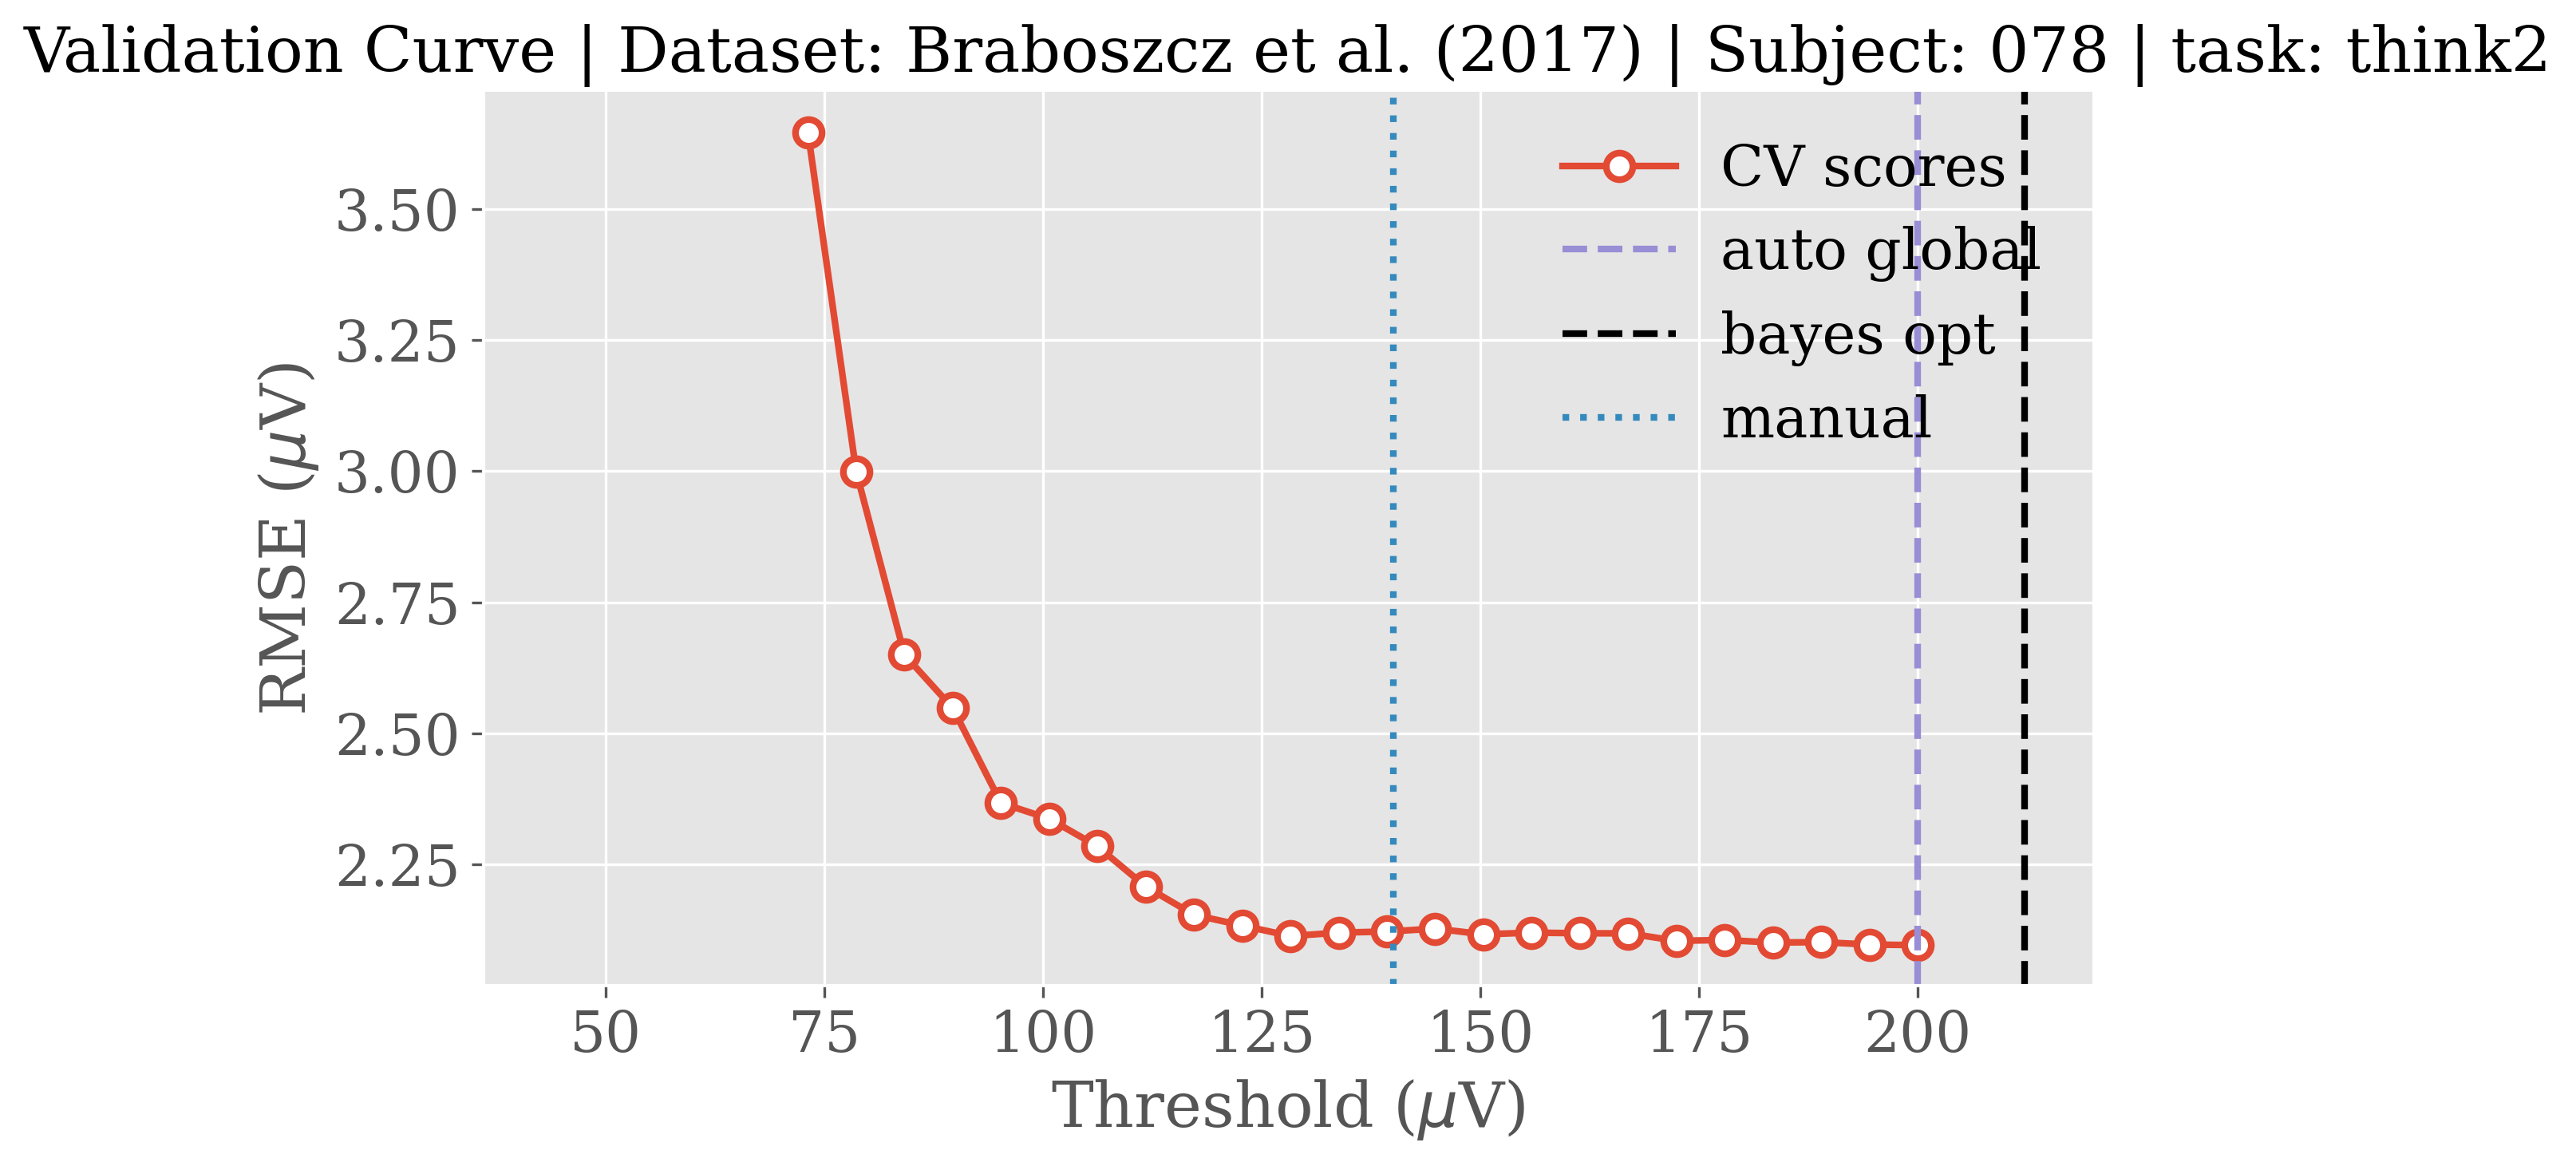 Validation Curve | Dataset: Braboszcz et al. (2017) | Subject: 078 | task: think2
CV scores
auto global
bayes opt
manual
RMSE (μV)
3.50
3.25
3.00
2.75
2.50
2.25
50 75 100 125 150 175 200
Threshold (μV)